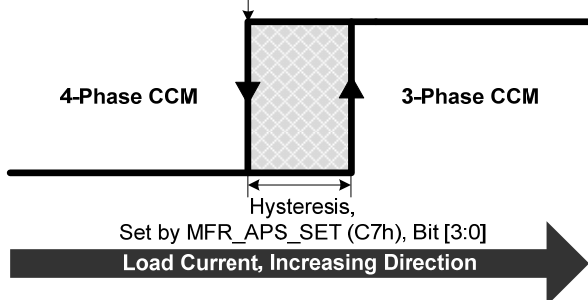 4-Phase CCM
3-Phase CCM
Hysteresis,
Set by MFR_APS_SET (C7h), Bit [3:0]
Load Current, Increasing Direction